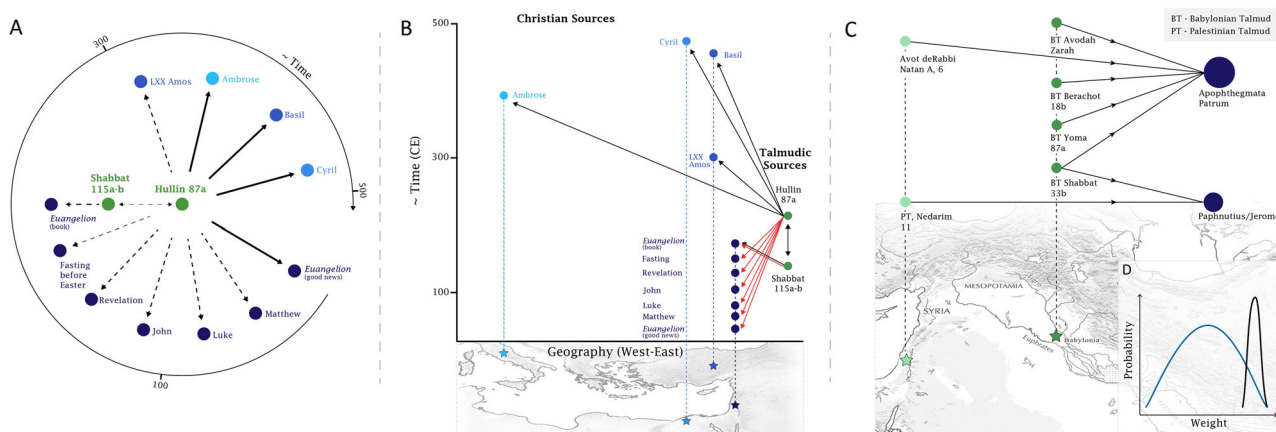 A
300
~ Time
LXX Amos
Ambrose
Basil
Cyril
500
Shabbat
115a-b
Hullin 87a
Euangelion
(book)
Fasting
before
Easter
Revelation
John
Luke
Matthew
Euangelion
(good news)
100
B
Christian Sources
~ Time (CE)
500
300
100
Cyril
Basil
Ambrose
LXX
Amos
Talmudic
Sources
Hullin
87a
Euangelion
(book)
Fasting
Revelation
John
Luke
Matthew
Euangelion
(good news)
Shabbat
115a-b
Geography (West-East)
C
BT - Babylonian Talmud
PT - Palestinian Talmud
Avot deRabbi
Natan A, 6
BT Avodah
Zarah
BT Berachot
18b
BT Yoma
87a
BT Shabbat
33b
Apophthegmata
Patrum
PT, Nedarim
11
Paphnutius/Jerome
MESOPOTAMIA
SYRIA
Euphrates
Babylonia
D
Probability
Weight